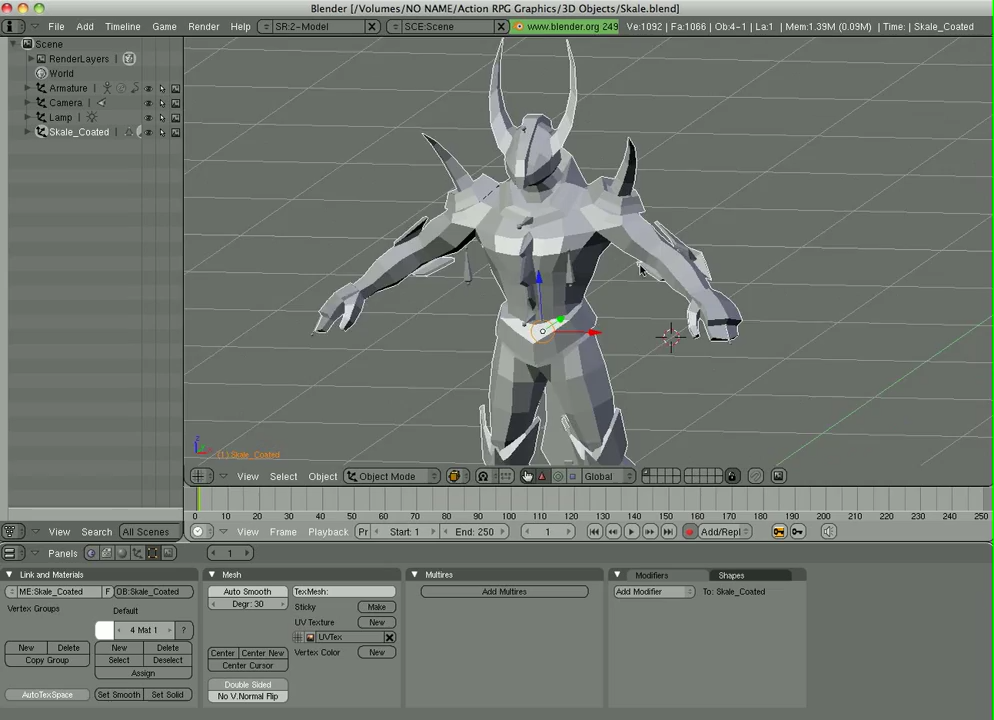 Blender [/Volumes/NO NAME/Action RPG Graphics/3D Objects/Skale.blend]
File Add Timeline Game Render Help SR:2-Model SCE:Scene www.blender.org 249 Ve:1092 | Fa:1066 | Ob:4-1 | La:1 | Mem:1.39M (0.09M) | Time: | Skale_Coated
Scene
RenderLayers
World
Armature
Camera
Lamp
Skale_Coated
(1) Skale_Coated
View Select Object Object Mode Global
0 10 20 30 40 50 60 70 80 90 100 110 120 130 140 150 160 170 180 190 200 210 220 230 240 250
View Search All Scenes View Frame Playback Pr Start: 1 End: 250 1 Add/Repl
Panels 1
Link and Materials
ME:Skale_Coated F OB:Skale_Coated
Vertex Groups
Default
4 Mat 1 ?
New Delete New Delete
Copy Group Select Deselect
Assign
AutoTexSpace Set Smooth Set Solid
Mesh
Auto Smooth TexMesh:
Degr: 30 Sticky Make
UV Texture New
UVTex
Center Center New Vertex Color New
Center Cursor
Double Sided
No V.Normal Flip
Multires
Add Multires
Modifiers Shapes
Add Modifier To: Skale_Coated